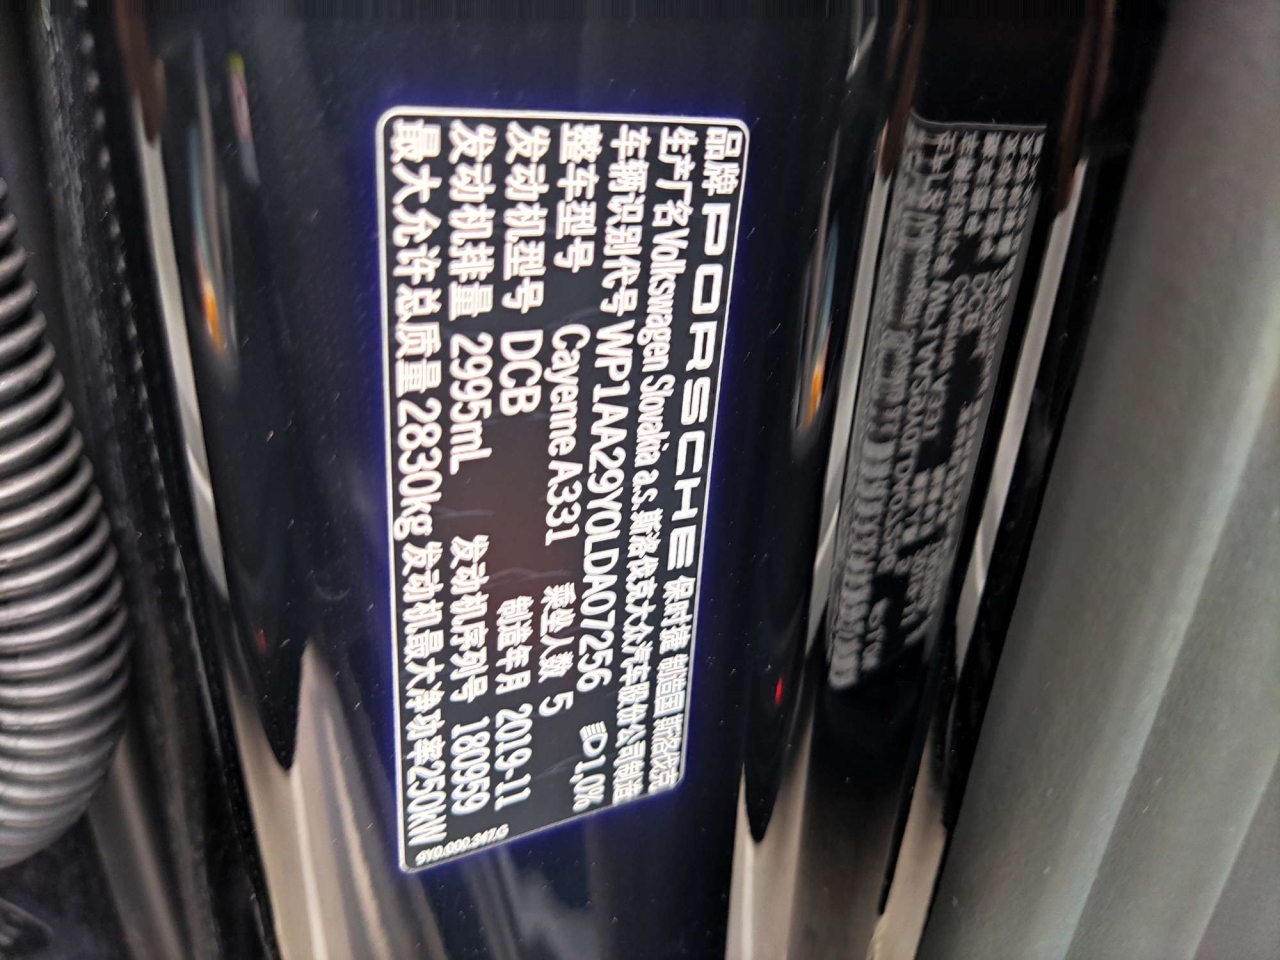 品牌 PORSCHE 保时捷 制造国 斯洛伐克
生产厂名 Volkswagen Slovakia a.s. 斯洛伐克大众汽车股份公司制造
车辆识别代号 WP1AA29Y0LDA07256 1,0%
整车型号 Cayenne A331 乘坐人数 5
发动机型号 DCB 制造年月 2019-11
发动机排量 2995mL 发动机序列号 180959
最大允许总质量 2830kg 发动机最大净功率250kW
9Y0.000.347.G